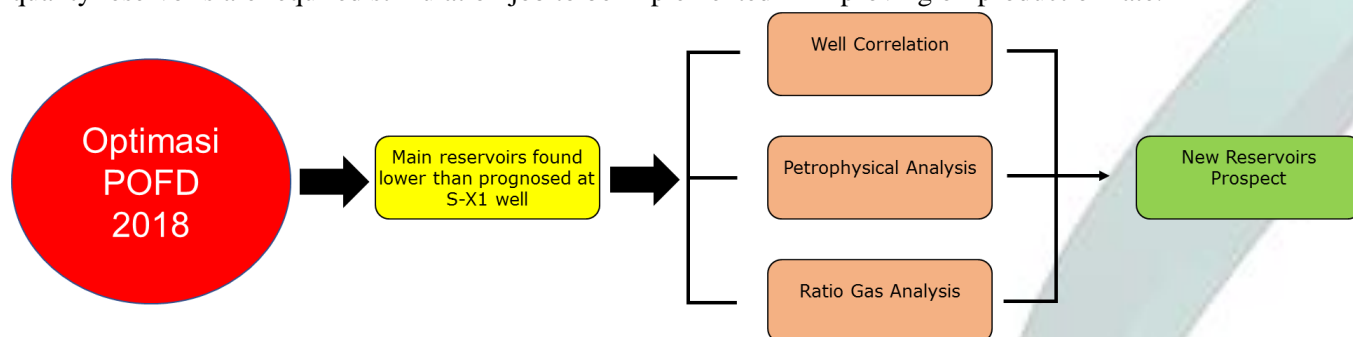 Optimasi
POFD
2018
Main reservoirs found
lower than prognosed at
S-X1 well
Well Correlation
Petrophysical Analysis
Ratio Gas Analysis
New Reservoirs
Prospect